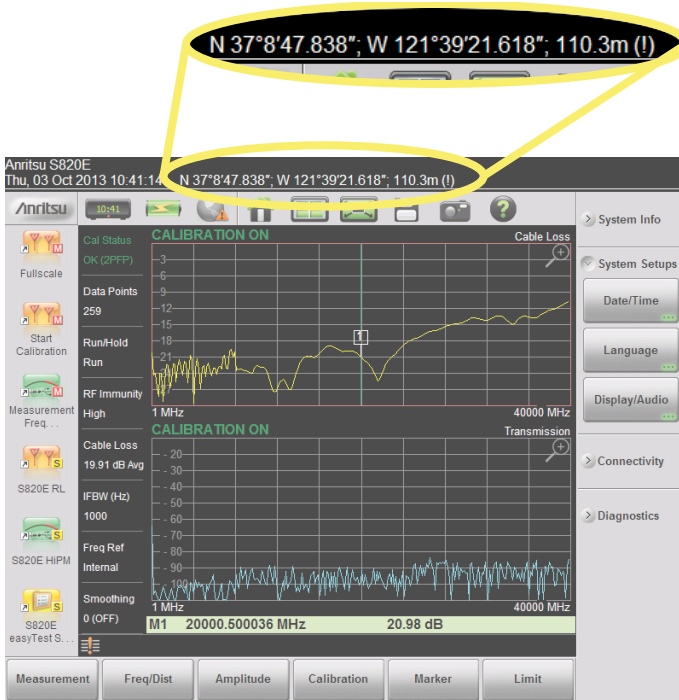 N 37°8'47.838"; W 121°39'21.618"; 110.3m (!)
Anritsu S820E
Thu, 03 Oct 2013 10:41:14 N 37°8'47.838"; W 121°39'21.618"; 110.3m (!)
Anritsu
10:41
System Info
System Setups
Date/Time
Language
Display/Audio
Connectivity
Diagnostics
M
Fullscale
M
Start
Calibration
M
Measurement
Freq...
S
S820E RL
S
S820E HiPM
S
S820E
easyTest S...
Cal Status
OK (2PFP)
Data Points
259
Run/Hold
Run
RF Immunity
High
Cable Loss
19.91 dB Avg
IFBW (Hz)
1000
Freq Ref
Internal
Smoothing
0 (OFF)
CALIBRATION ON
Cable Loss
-3
-6
-9
-12
-15
-18
-21
1
1 MHz
40000 MHz
CALIBRATION ON
Transmission
- 20
- 30
- 40
- 50
- 60
- 70
- 80
- 90
- 100
1 MHz
40000 MHz
M1 20000.500036 MHz 20.98 dB
Measurement
Freq/Dist
Amplitude
Calibration
Marker
Limit